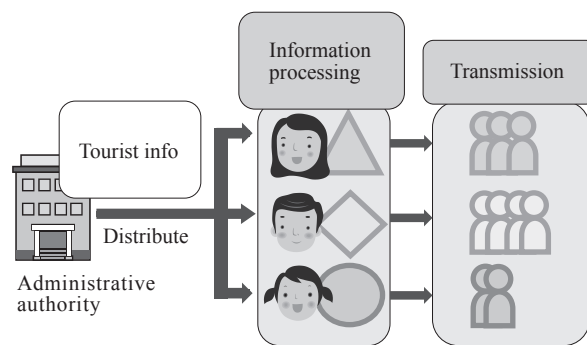 Information
processing
Transmission
Tourist info
Distribute
Administrative
authority